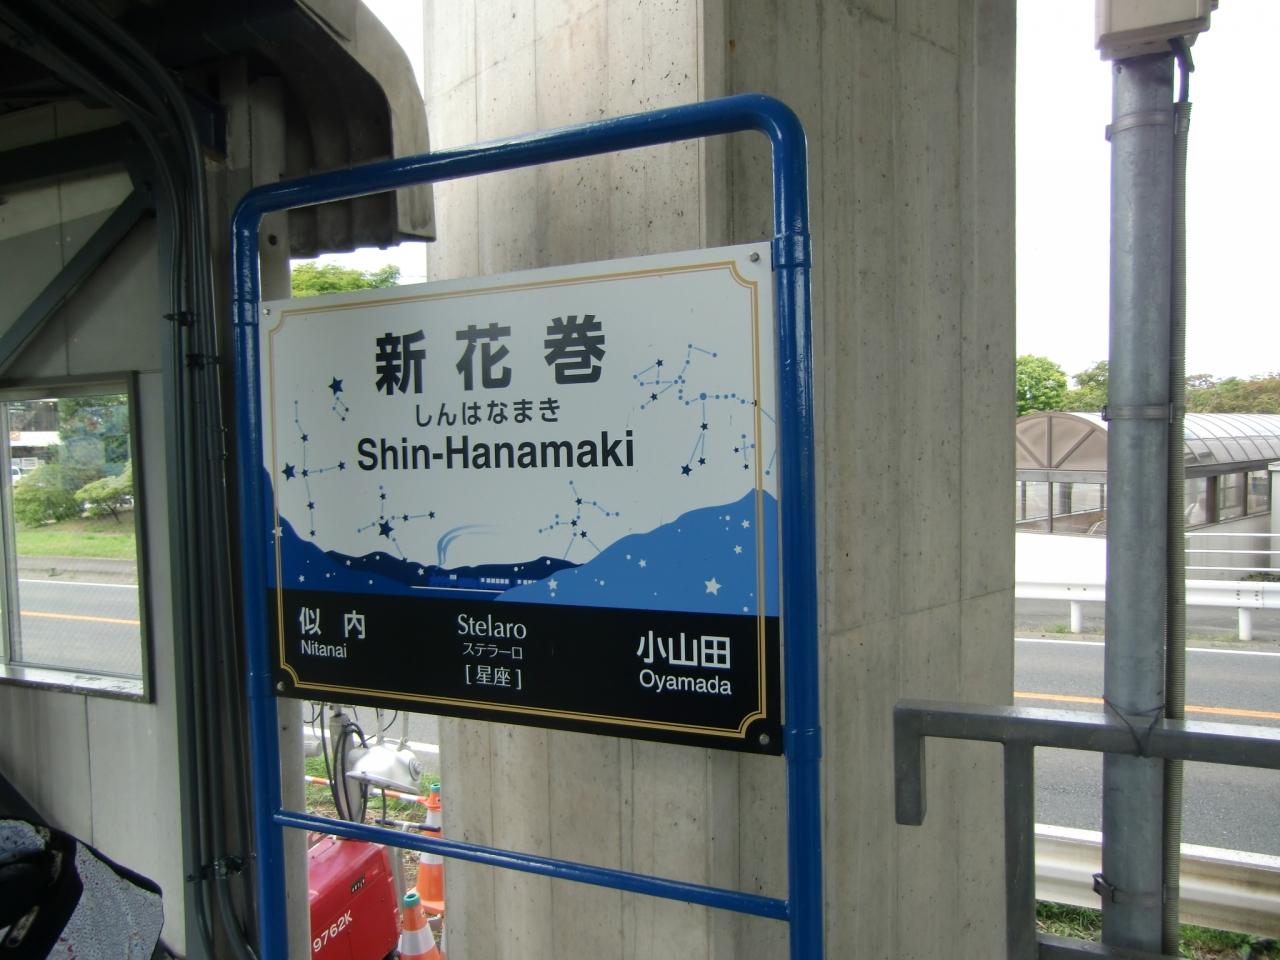 新花巻
しんはなまき
Shin-Hanamaki
似内
Nitanai
Stelaro
ステラーロ
[星座]
小山田
Oyamada
9762K